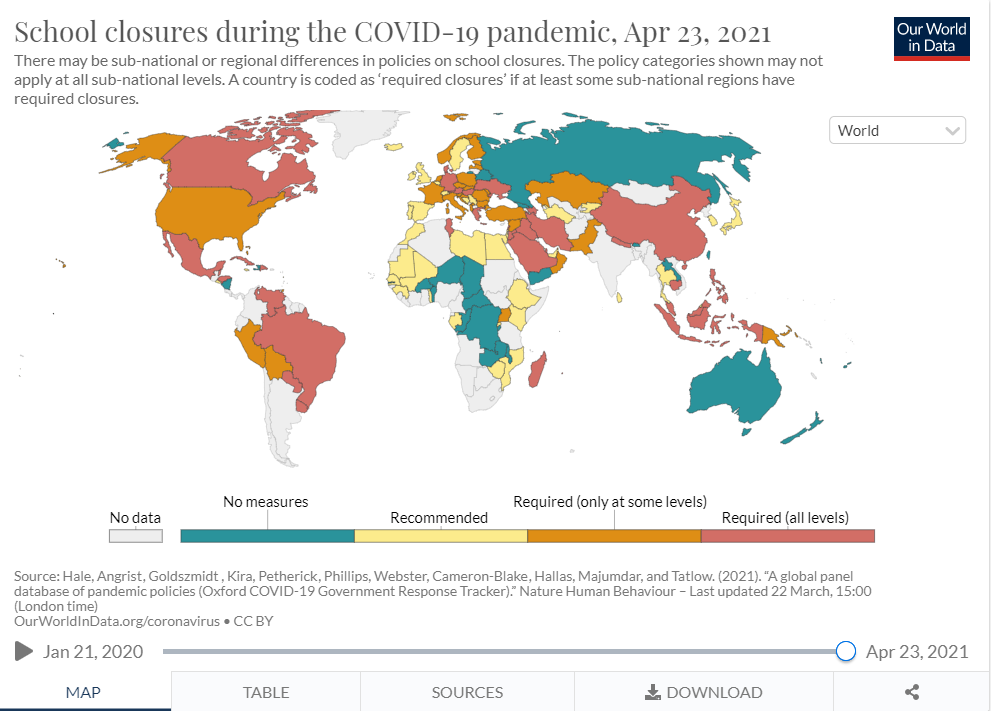 School closures during the COVID-19 pandemic, Apr 23, 2021
Our World
in Data
There may be sub-national or regional differences in policies on school closures. The policy categories shown may not
apply at all sub-national levels. A country is coded as 'required closures' if at least some sub-national regions have
required closures.
World
No data
No measures
Recommended
Required (only at some levels)
Required (all levels)
Source: Hale, Angrist, Goldszmidt , Kira, Petherick, Phillips, Webster, Cameron-Blake, Hallas, Majumdar, and Tatlow. (2021). “A global panel
database of pandemic policies (Oxford COVID-19 Government Response Tracker).” Nature Human Behaviour – Last updated 22 March, 15:00
(London time)
OurWorldInData.org/coronavirus • CC BY
Jan 21, 2020
Apr 23, 2021
MAP
TABLE
SOURCES
DOWNLOAD